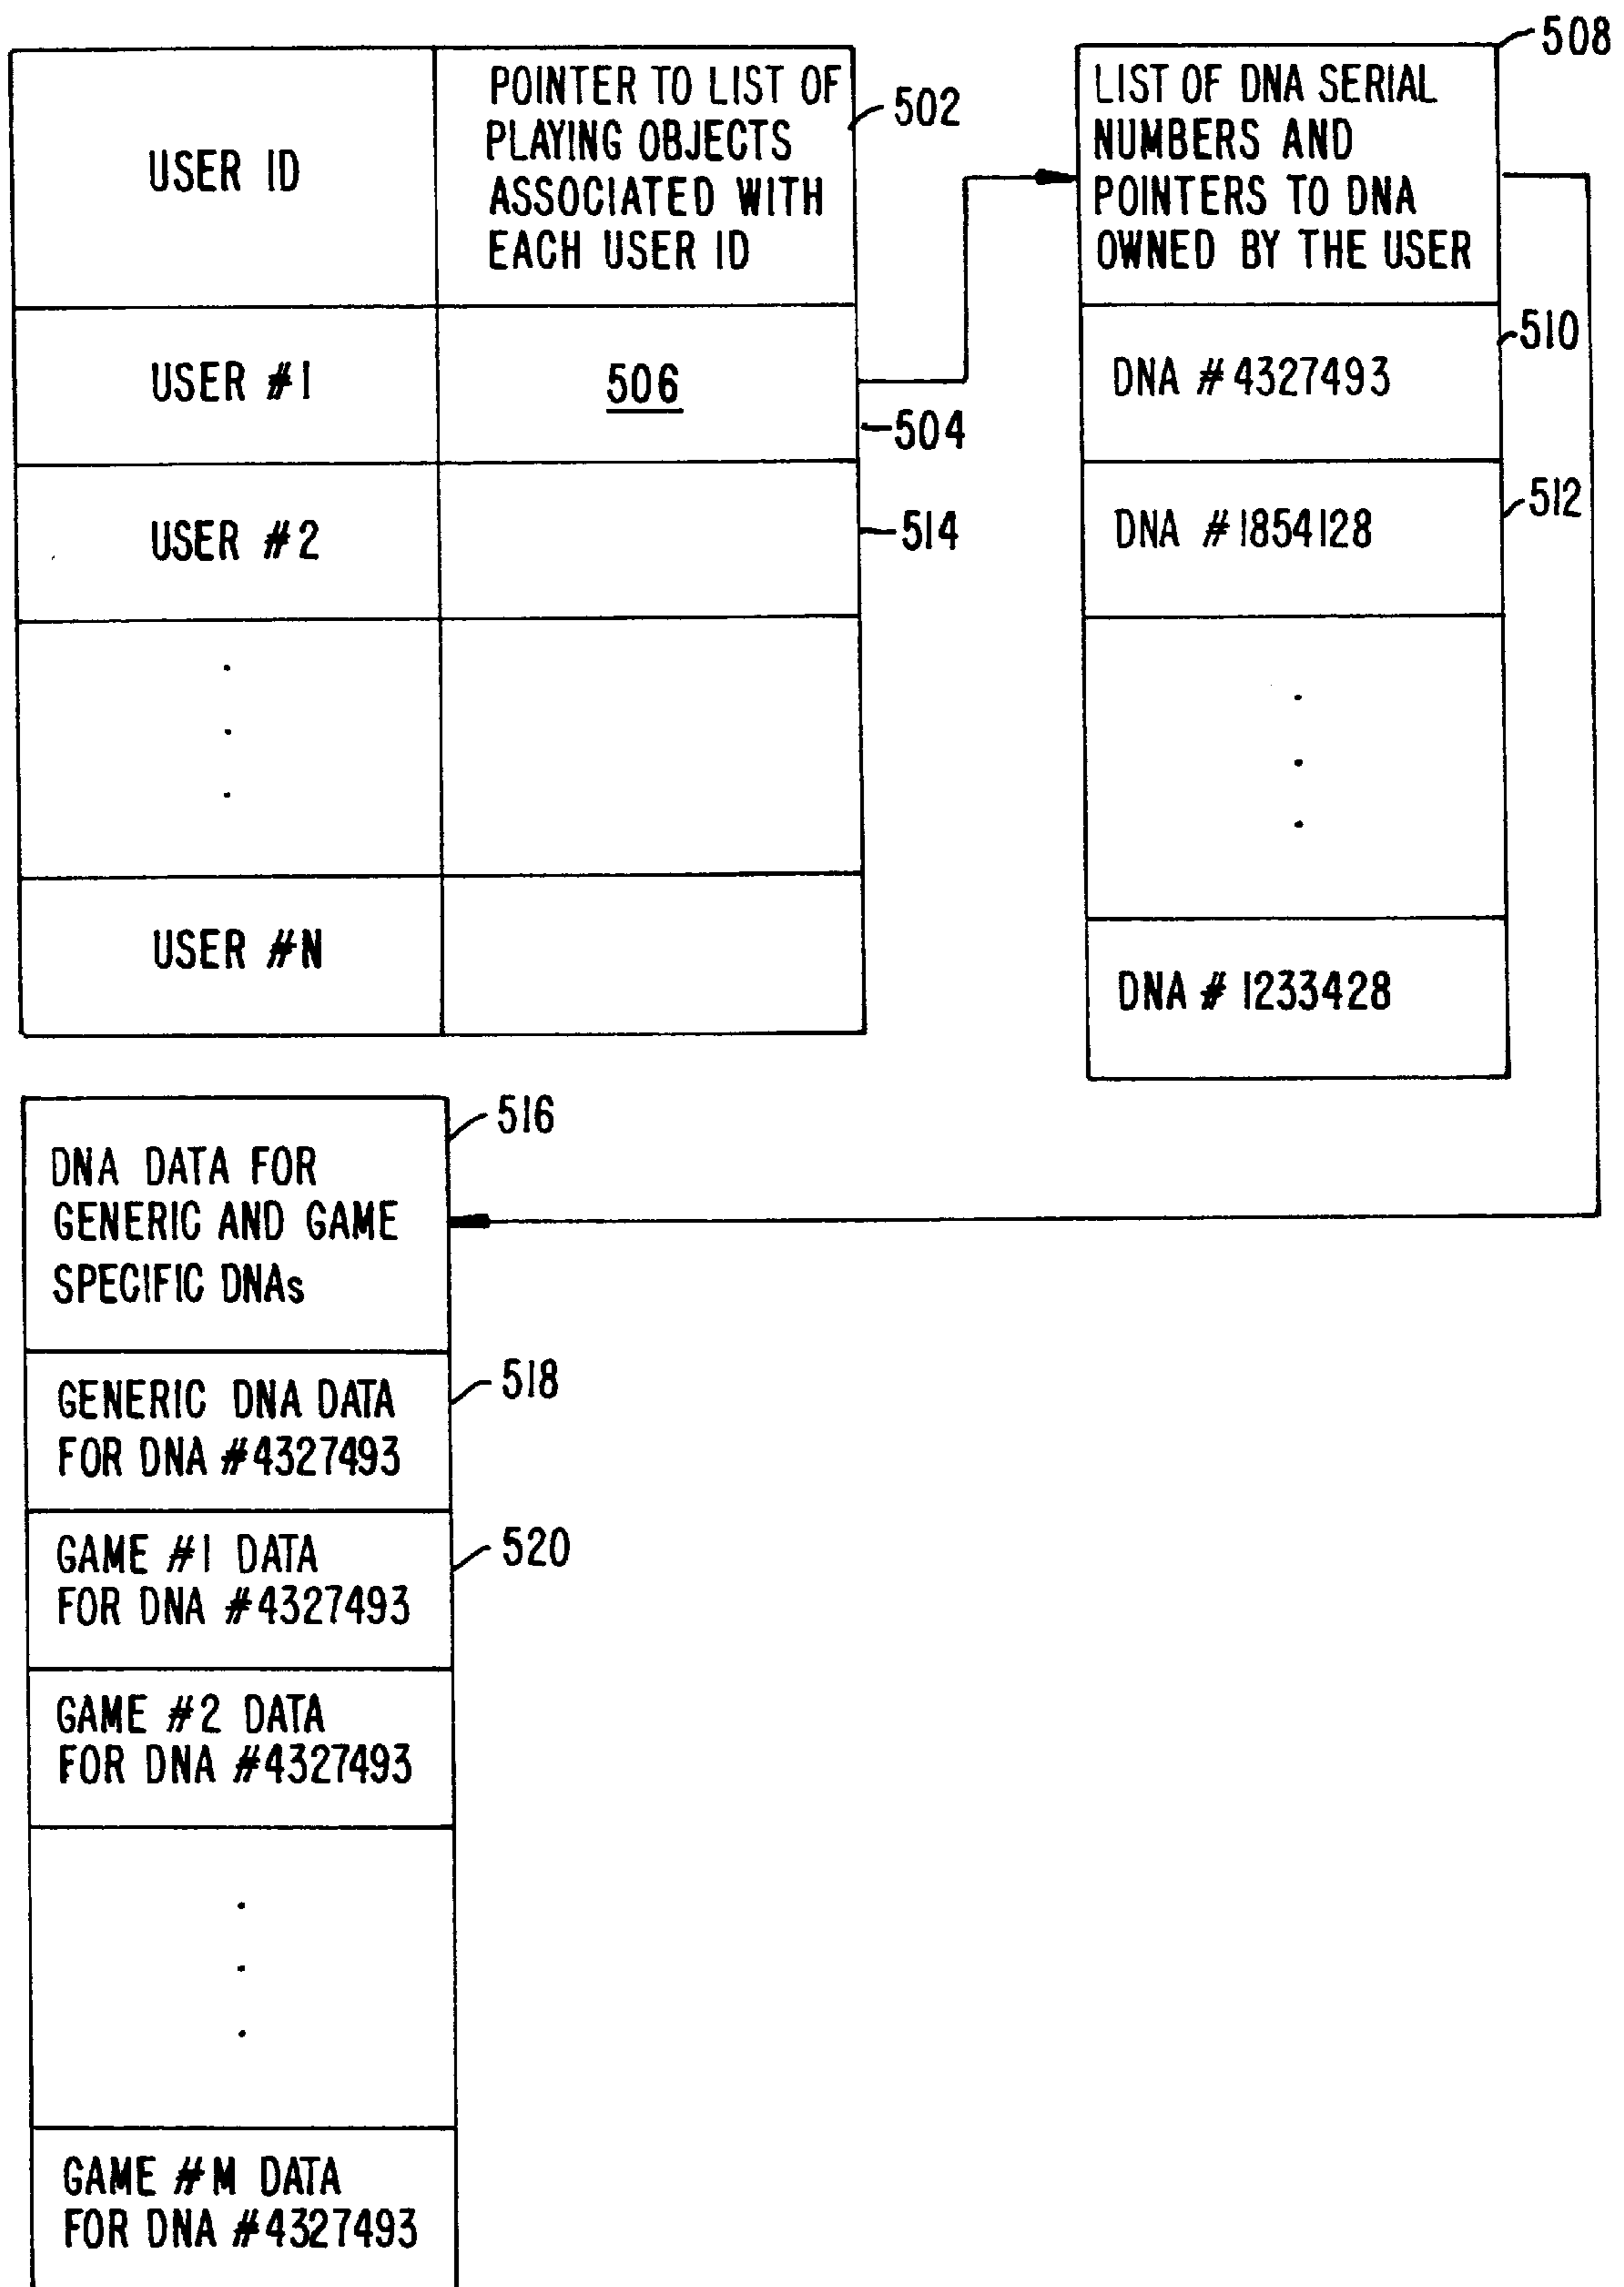 USER ID
POINTER TO LIST OF
PLAYING OBJECTS
ASSOCIATED WITH
EACH USER ID
502
USER #1
506
504
USER #2
514
USER #N
508
LIST OF DNA SERIAL
NUMBERS AND
POINTERS TO DNA
OWNED BY THE USER
510
DNA #4327493
512
DNA #1854128
DNA # 1233428
516
DNA DATA FOR
GENERIC AND GAME
SPECIFIC DNAs
518
GENERIC DNA DATA
FOR DNA #4327493
520
GAME #1 DATA
FOR DNA #4327493
GAME #2 DATA
FOR DNA #4327493
GAME #M DATA
FOR DNA #4327493